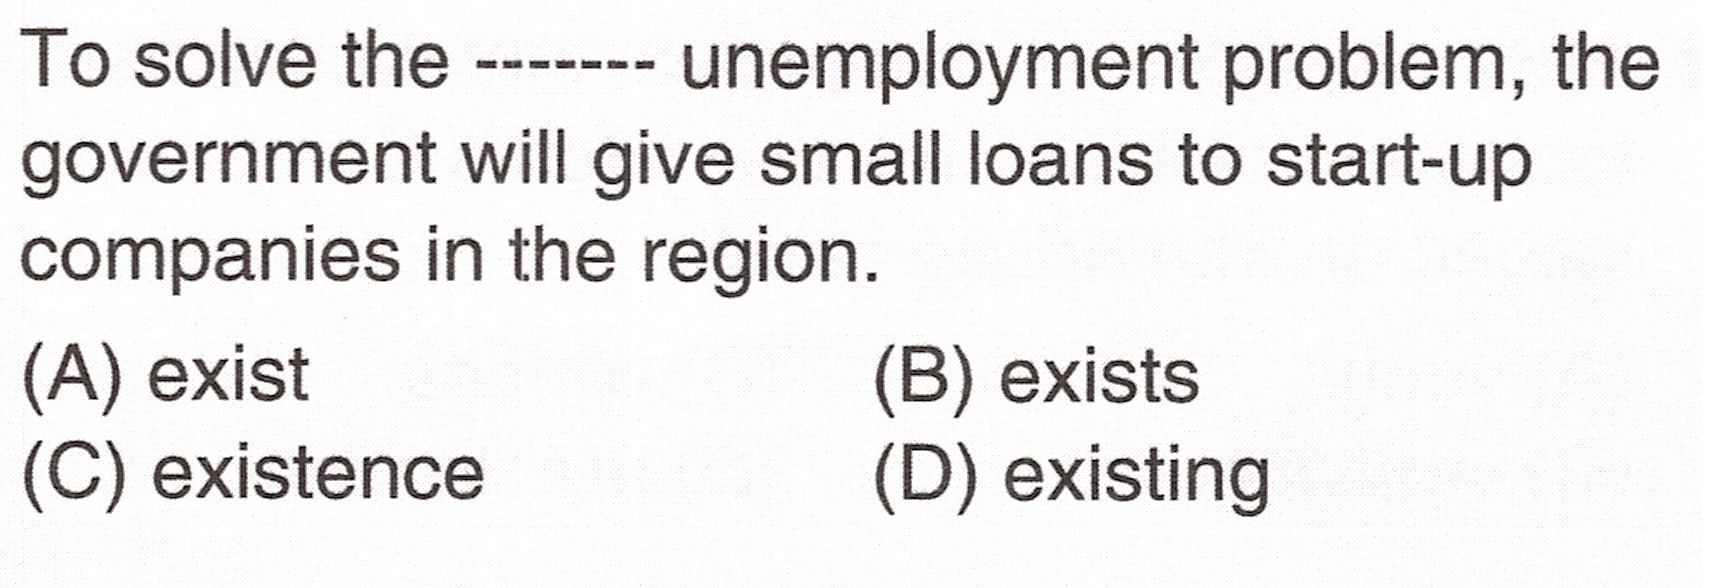 To solve the ------- unemployment problem, the
government will give small loans to start-up
companies in the region.
(A) exist (B) exists
(C) existence (D) existing